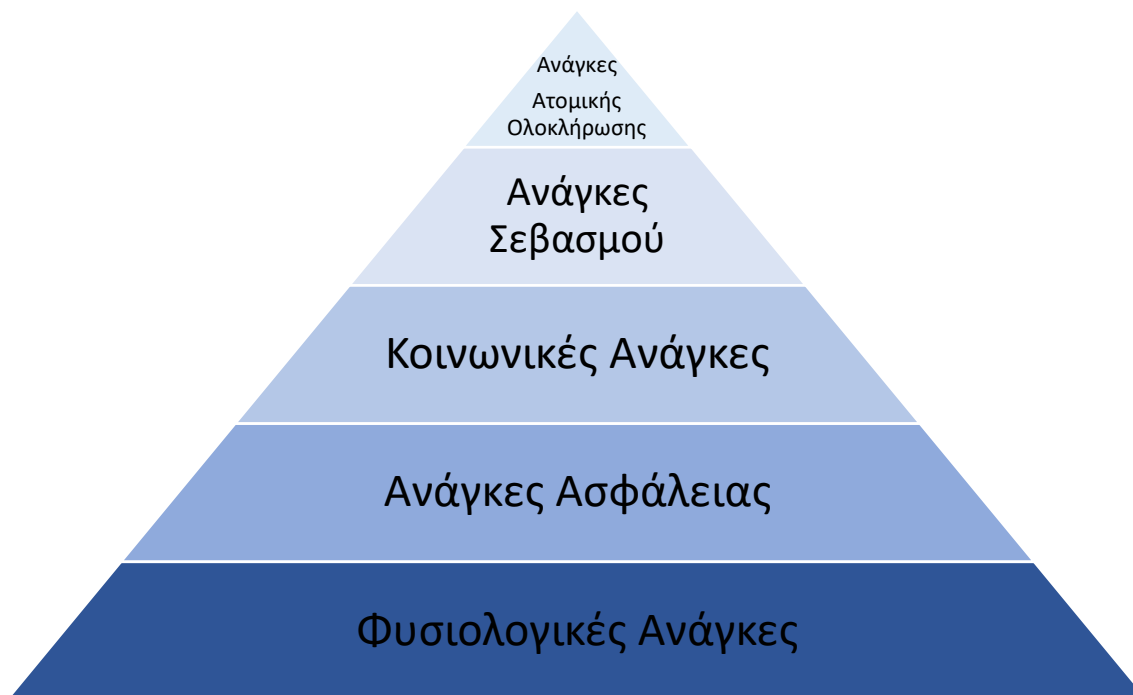 Ανάγκες
Ατομικής
Ολοκλήρωσης
Ανάγκες
Σεβασμού
Κοινωνικές Ανάγκες
Ανάγκες Ασφάλειας
Φυσιολογικές Ανάγκες